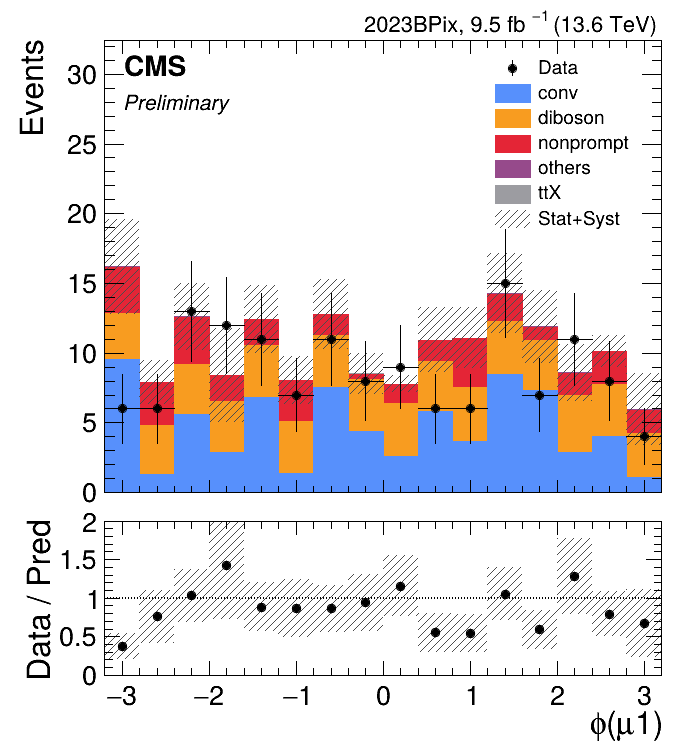 2023BPix, 9.5 fb⁻¹ (13.6 TeV)
CMS
Preliminary
Data
conv
diboson
nonprompt
others
ttX
Stat+Syst
Events
30
25
20
15
10
5
0
Data / Pred
2
1.5
1
0.5
0
−3 −2 −1 0 1 2 3
ϕ(μ1)